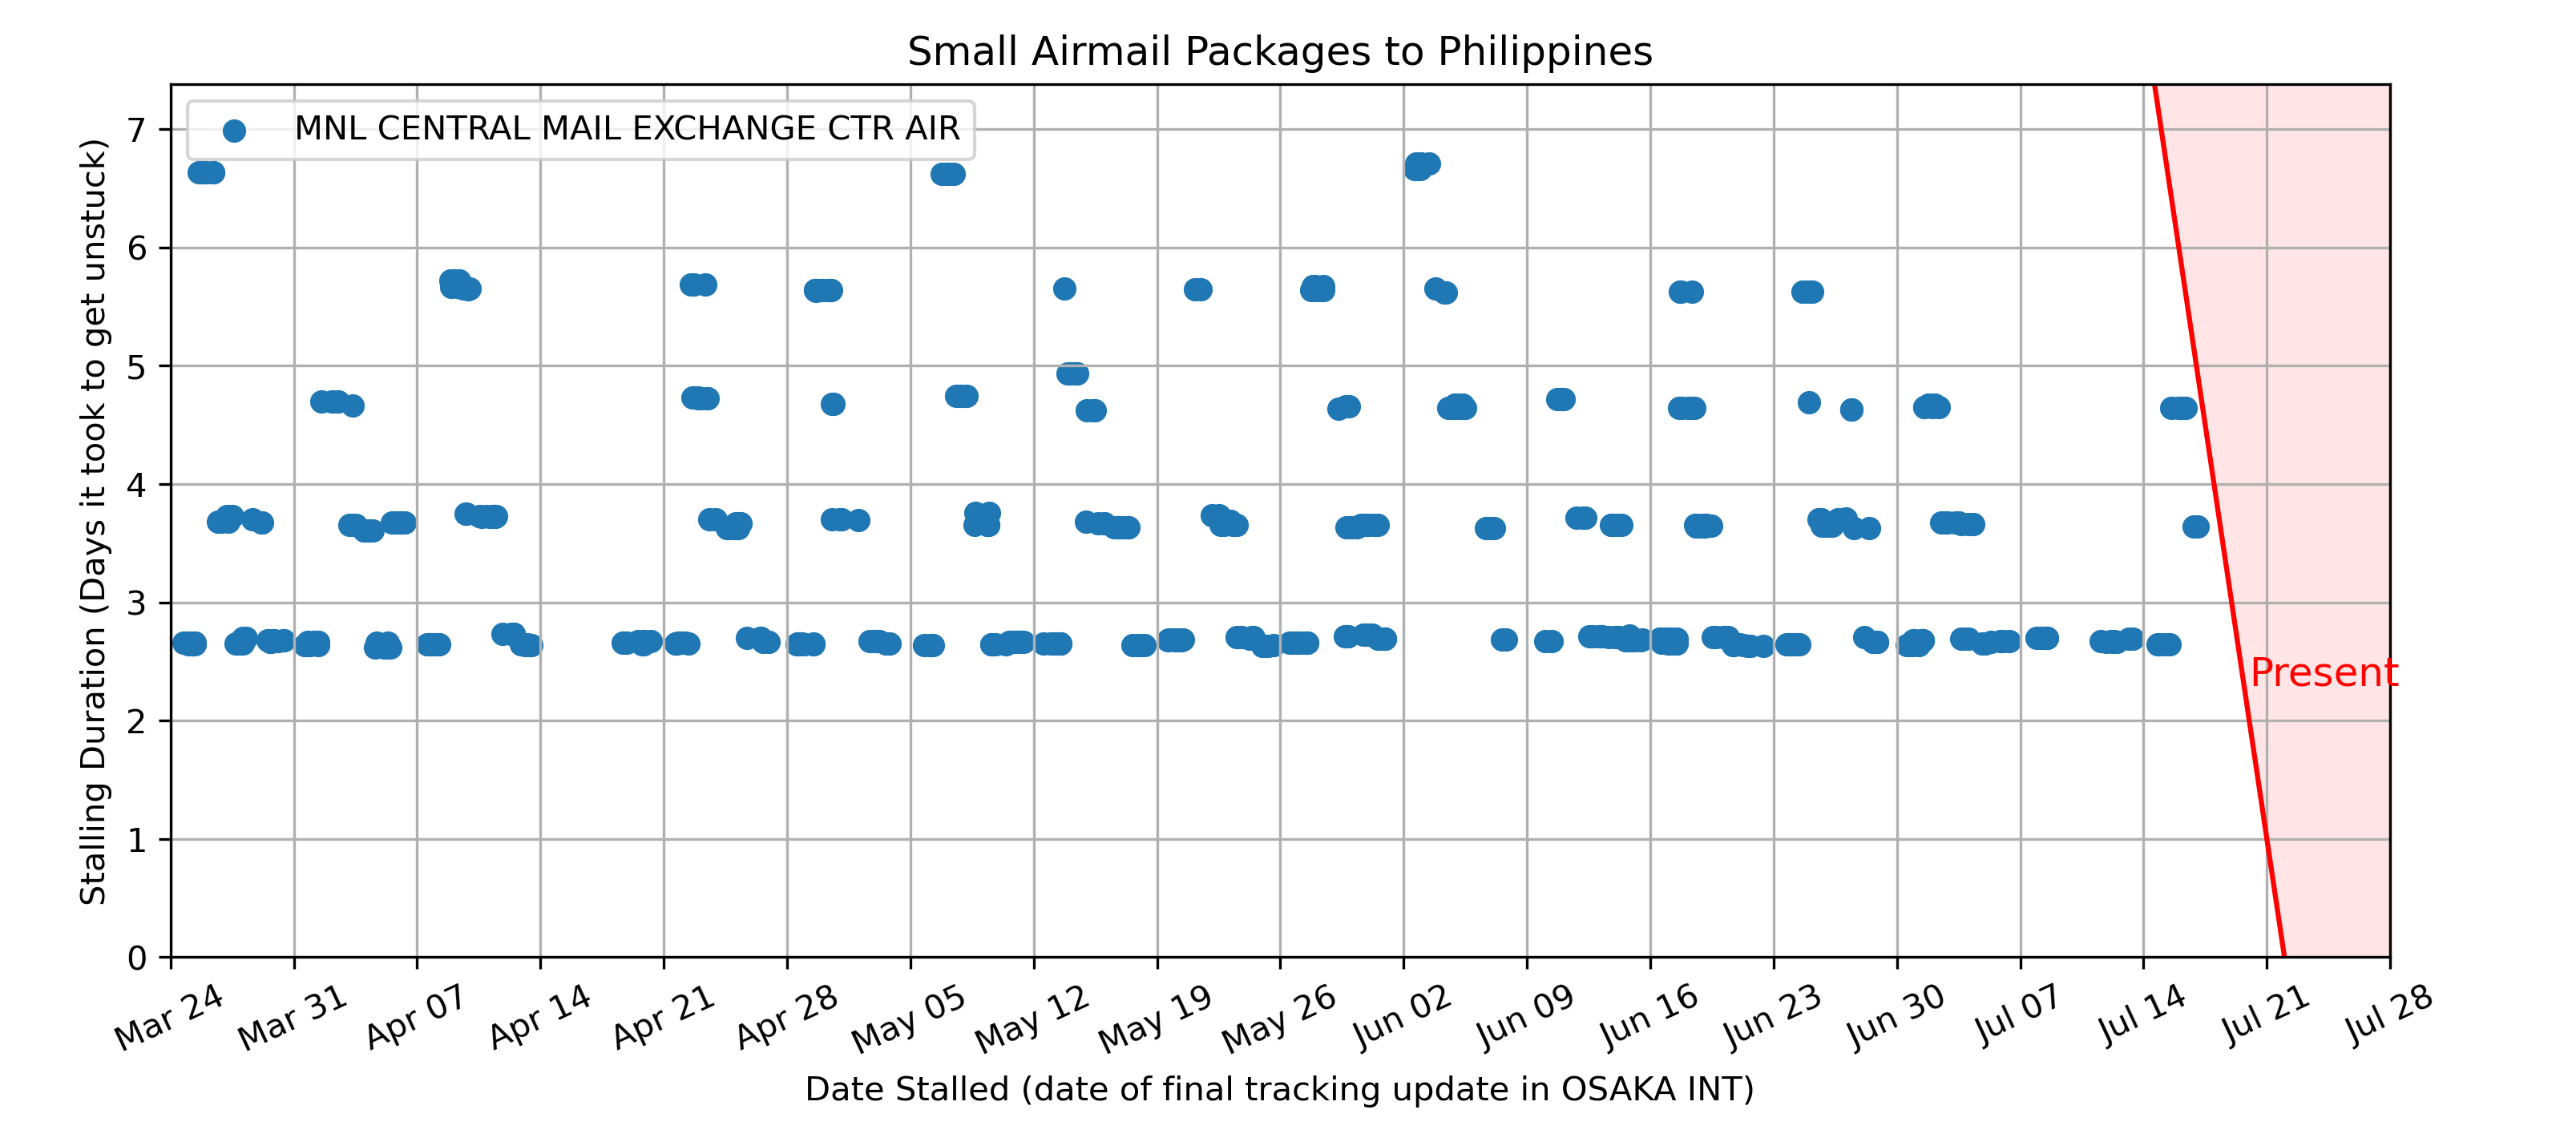 Small Airmail Packages to Philippines
MNL CENTRAL MAIL EXCHANGE CTR AIR
Stalling Duration (Days it took to get unstuck)
7
6
5
4
3
2
1
0
Present
Mar 24
Mar 31
Apr 07
Apr 14
Apr 21
Apr 28
May 05
May 12
May 19
May 26
Jun 02
Jun 09
Jun 16
Jun 23
Jun 30
Jul 07
Jul 14
Jul 21
Jul 28
Date Stalled (date of final tracking update in OSAKA INT)